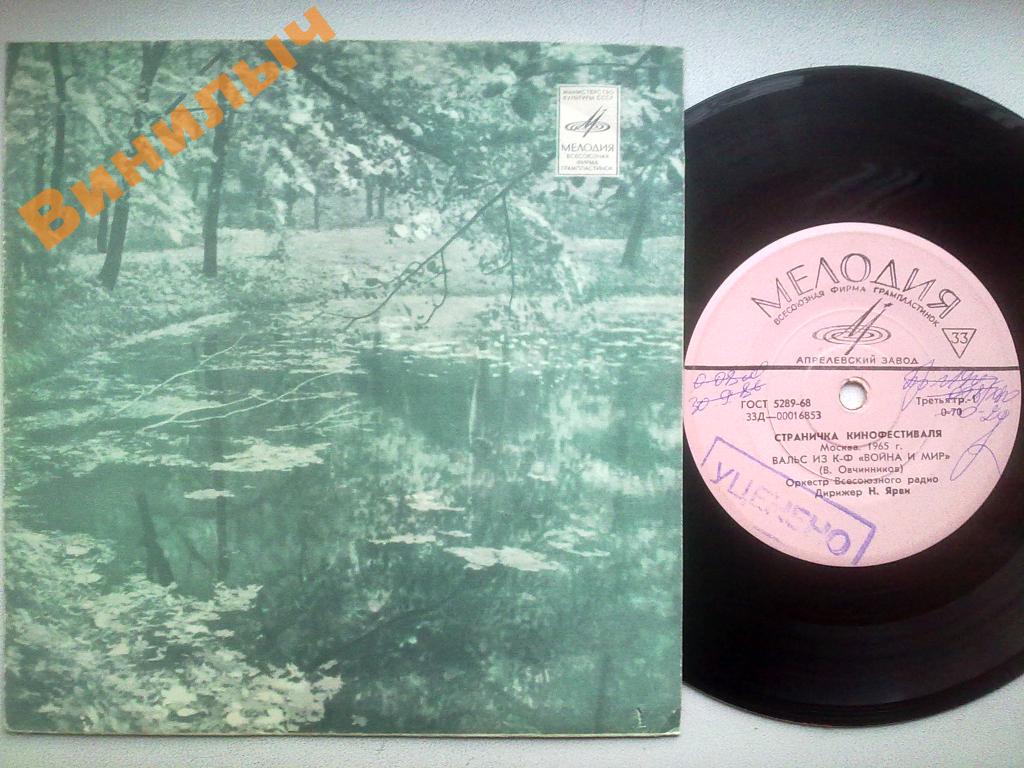 Винилыч
МИНИСТЕРСТВО
КУЛЬТУРЫ СССР
МЕЛОДИЯ
ВСЕСОЮЗНАЯ
ФИРМА
ГРАМПЛАСТИНОК
1
МЕЛОДИЯ
ВСЕСОЮЗНАЯ ФИРМА ГРАМПЛАСТИНОК
33
АПРЕЛЕВСКИЙ ЗАВОД
ГОСТ 5289-68
Третья гр.-1
33Д—00016853
0-70
СТРАНИЧКА КИНОФЕСТИВАЛЯ
Москва. 1965 г.
ВАЛЬС ИЗ К-Ф «ВОЙНА И МИР»
(В. Овчинников)
Оркестр Всесоюзного радио
Дирижер Н. Ярви
УЦЕНЕНО